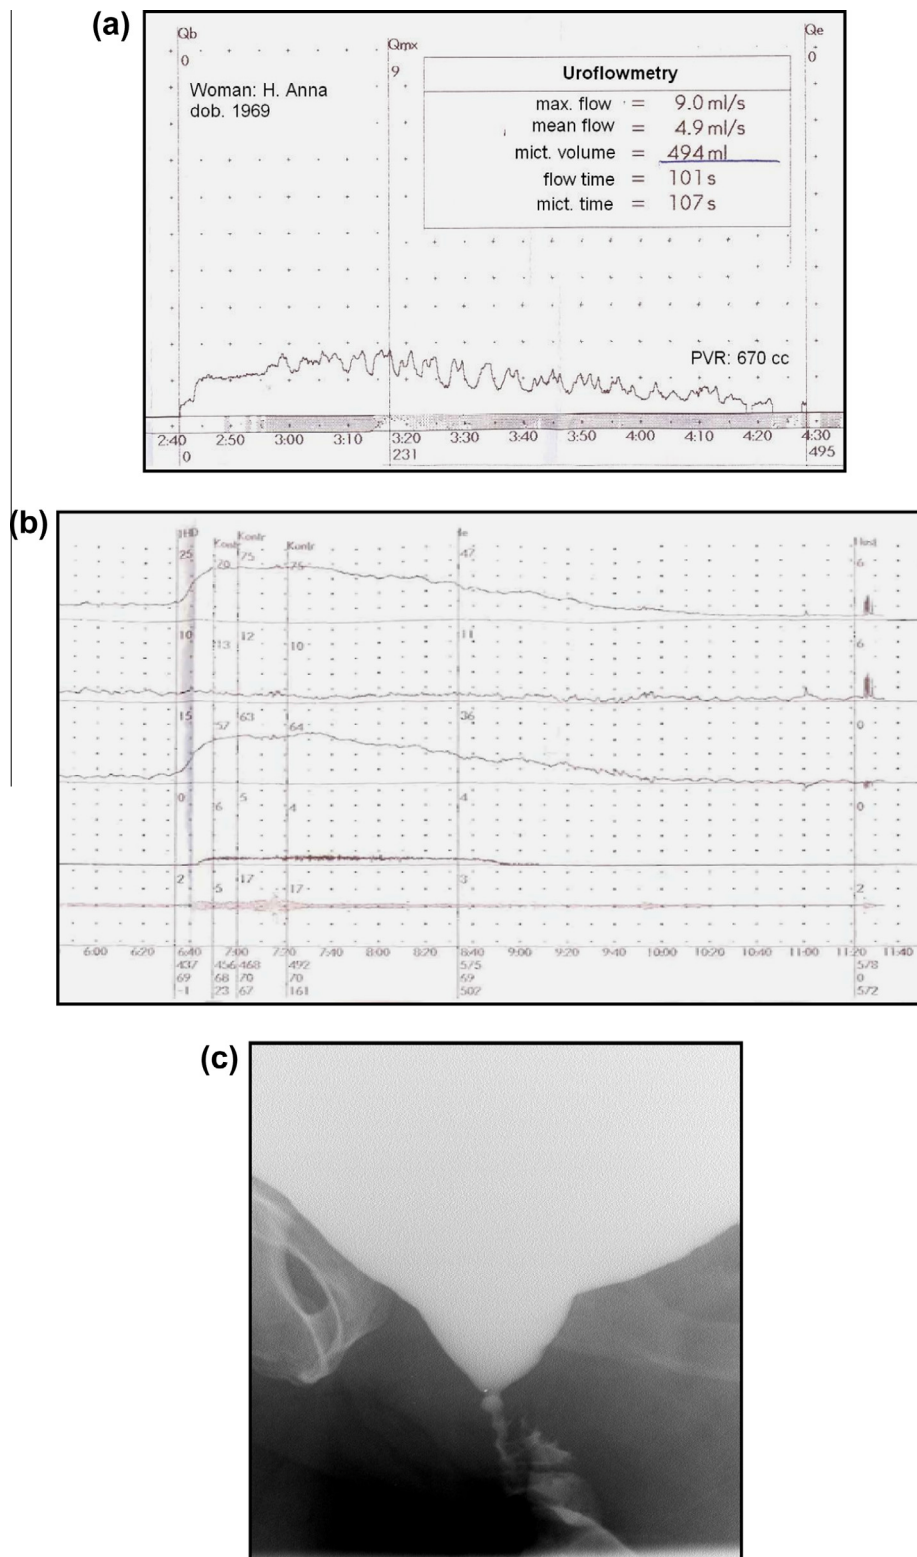 (a)
Qb
0
Qmx
9
Qe
0
Woman: H. Anna
dob. 1969
Uroflowmetry
max. flow = 9.0 ml/s
mean flow = 4.9 ml/s
mict. volume = 494 ml
flow time = 101 s
mict. time = 107 s
PVR: 670 cc
2:40 2:50 3:00 3:10 3:20 3:30 3:40 3:50 4:00 4:10 4:20 4:30
0 231 495
(b)
Kontr Kontr Kontr
25 70 75 75 47 6
10 13 12 10 11 6
15 57 63 64 36 0
0 6 5 4 4 0
2 5 17 17 3 2
6:00 6:20 6:40 7:00 7:20 7:40 8:00 8:20 8:40 9:00 9:20 9:40 10:00 10:20 10:40 11:00 11:20 11:40
437 456 468 492 575 578
69 68 70 70 69 0
-1 23 67 161 502 572
(c)